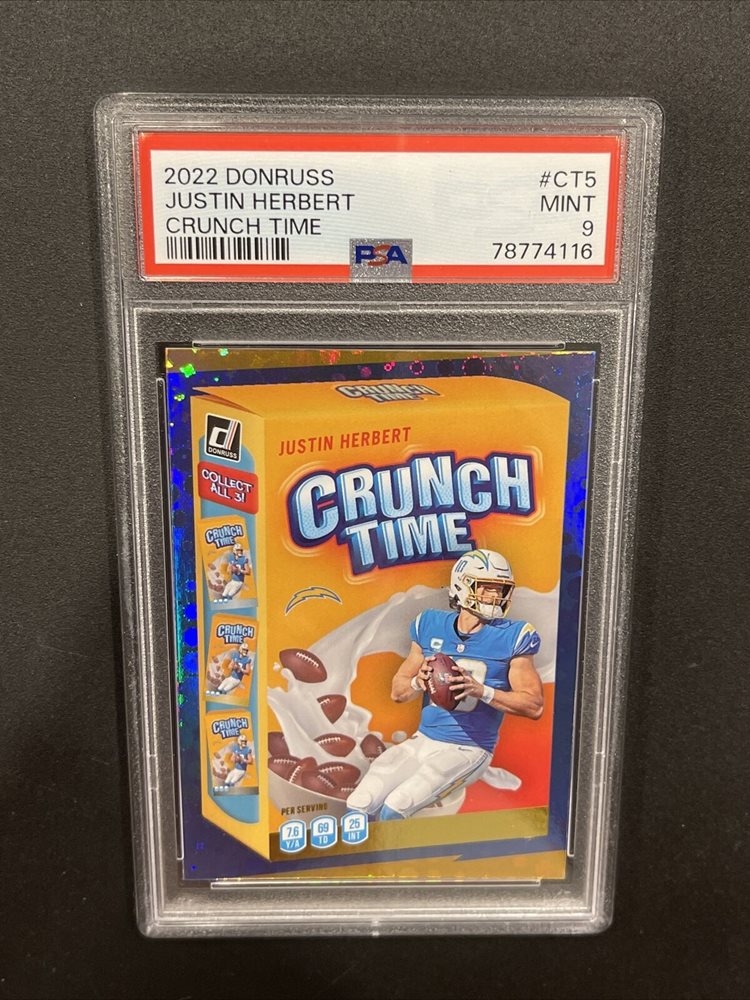 2022 DONRUSS #CT5
JUSTIN HERBERT MINT
CRUNCH TIME 9
PSA 78774116
CRUNCH
TIME
DONRUSS
JUSTIN HERBERT
COLLECT
ALL 3!
CRUNCH
TIME
CRUNCH
TIME
CRUNCH
TIME
CRUNCH
TIME
10
PER SERVING
7.6 69 25
Y/A TD INT